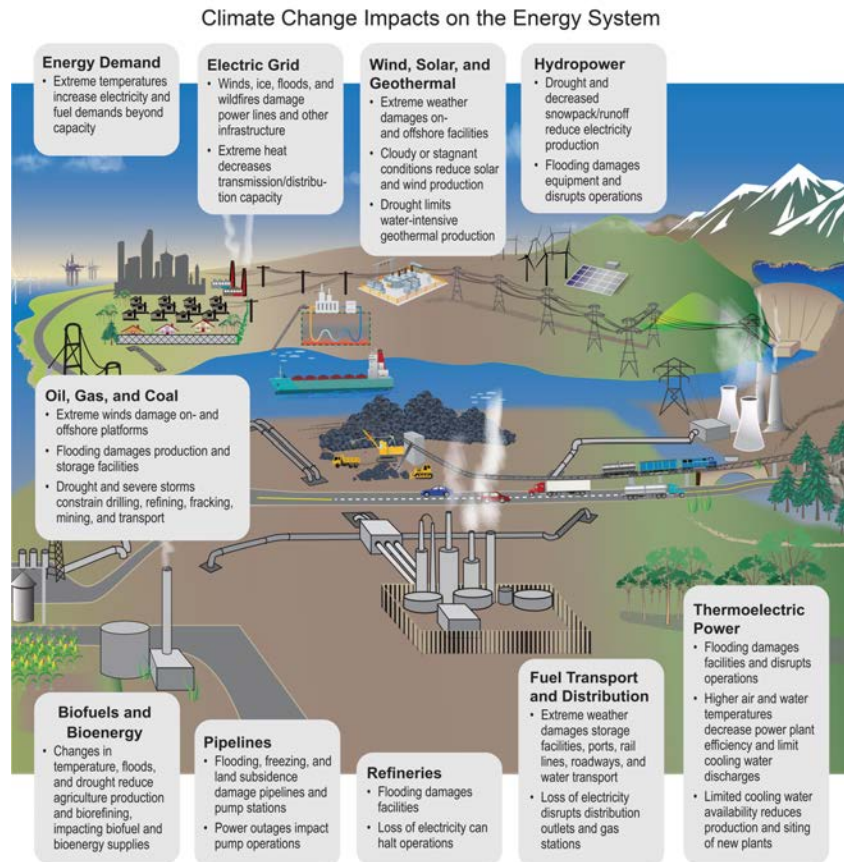 Climate Change Impacts on the Energy System
Energy Demand
• Extreme temperatures
increase electricity and
fuel demands beyond
capacity
Electric Grid
• Winds, ice, floods, and
wildfires damage
power lines and other
infrastructure
• Extreme heat
decreases
transmission/distribu-
tion capacity
Wind, Solar, and
Geothermal
• Extreme weather
damages on-
and offshore facilities
• Cloudy or stagnant
conditions reduce solar
and wind production
• Drought limits
water-intensive
geothermal production
Hydropower
• Drought and
decreased
snowpack/runoff
reduce electricity
production
• Flooding damages
equipment and
disrupts operations
Oil, Gas, and Coal
• Extreme winds damage on- and
offshore platforms
• Flooding damages production and
storage facilities
• Drought and severe storms
constrain drilling, refining, fracking,
mining, and transport
Biofuels and
Bioenergy
• Changes in
temperature, floods,
and drought reduce
agriculture production
and biorefining,
impacting biofuel and
bioenergy supplies
Pipelines
• Flooding, freezing, and
land subsidence
damage pipelines and
pump stations
• Power outages impact
pump operations
Refineries
• Flooding damages
facilities
• Loss of electricity can
halt operations
Fuel Transport
and Distribution
• Extreme weather
damages storage
facilities, ports, rail
lines, roadways, and
water transport
• Loss of electricity
disrupts distribution
outlets and gas
stations
Thermoelectric
Power
• Flooding damages
facilities and disrupts
operations
• Higher air and water
temperatures
decrease power plant
efficiency and limit
cooling water
discharges
• Limited cooling water
availability reduces
production and siting
of new plants